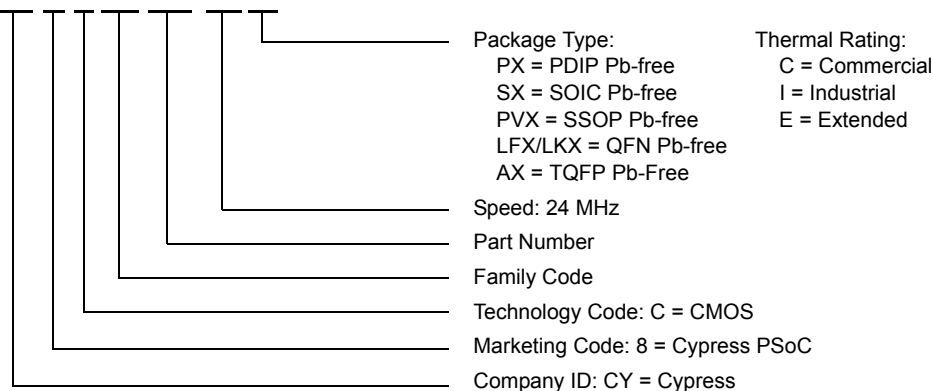 Package Type:
PX = PDIP Pb-free
SX = SOIC Pb-free
PVX = SSOP Pb-free
LFX/LKX = QFN Pb-free
AX = TQFP Pb-Free
Thermal Rating:
C = Commercial
I = Industrial
E = Extended
Speed: 24 MHz
Part Number
Family Code
Technology Code: C = CMOS
Marketing Code: 8 = Cypress PSoC
Company ID: CY = Cypress